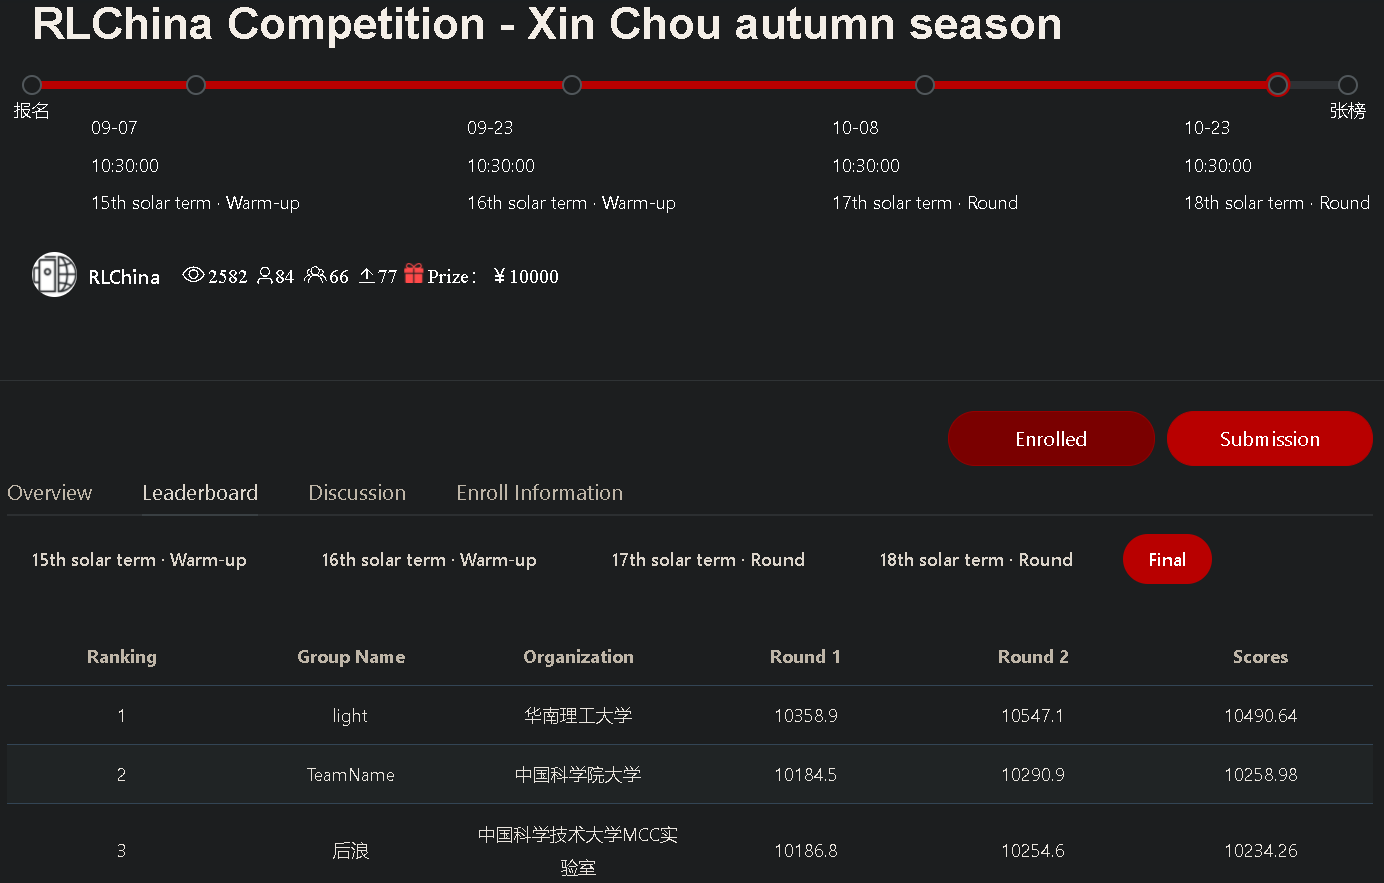 RLChina Competition - Xin Chou autumn season
报名
张榜
09-07
10:30:00
15th solar term · Warm-up
09-23
10:30:00
16th solar term · Warm-up
10-08
10:30:00
17th solar term · Round
10-23
10:30:00
18th solar term · Round
RLChina 2582 84 66 77 Prize： ￥10000
Enrolled
Submission
Overview Leaderboard Discussion Enroll Information
15th solar term · Warm-up 16th solar term · Warm-up 17th solar term · Round 18th solar term · Round Final
Ranking Group Name Organization Round 1 Round 2 Scores
1 light 华南理工大学 10358.9 10547.1 10490.64
2 TeamName 中国科学院大学 10184.5 10290.9 10258.98
3 后浪 中国科学技术大学MCC实 10186.8 10254.6 10234.26
验室